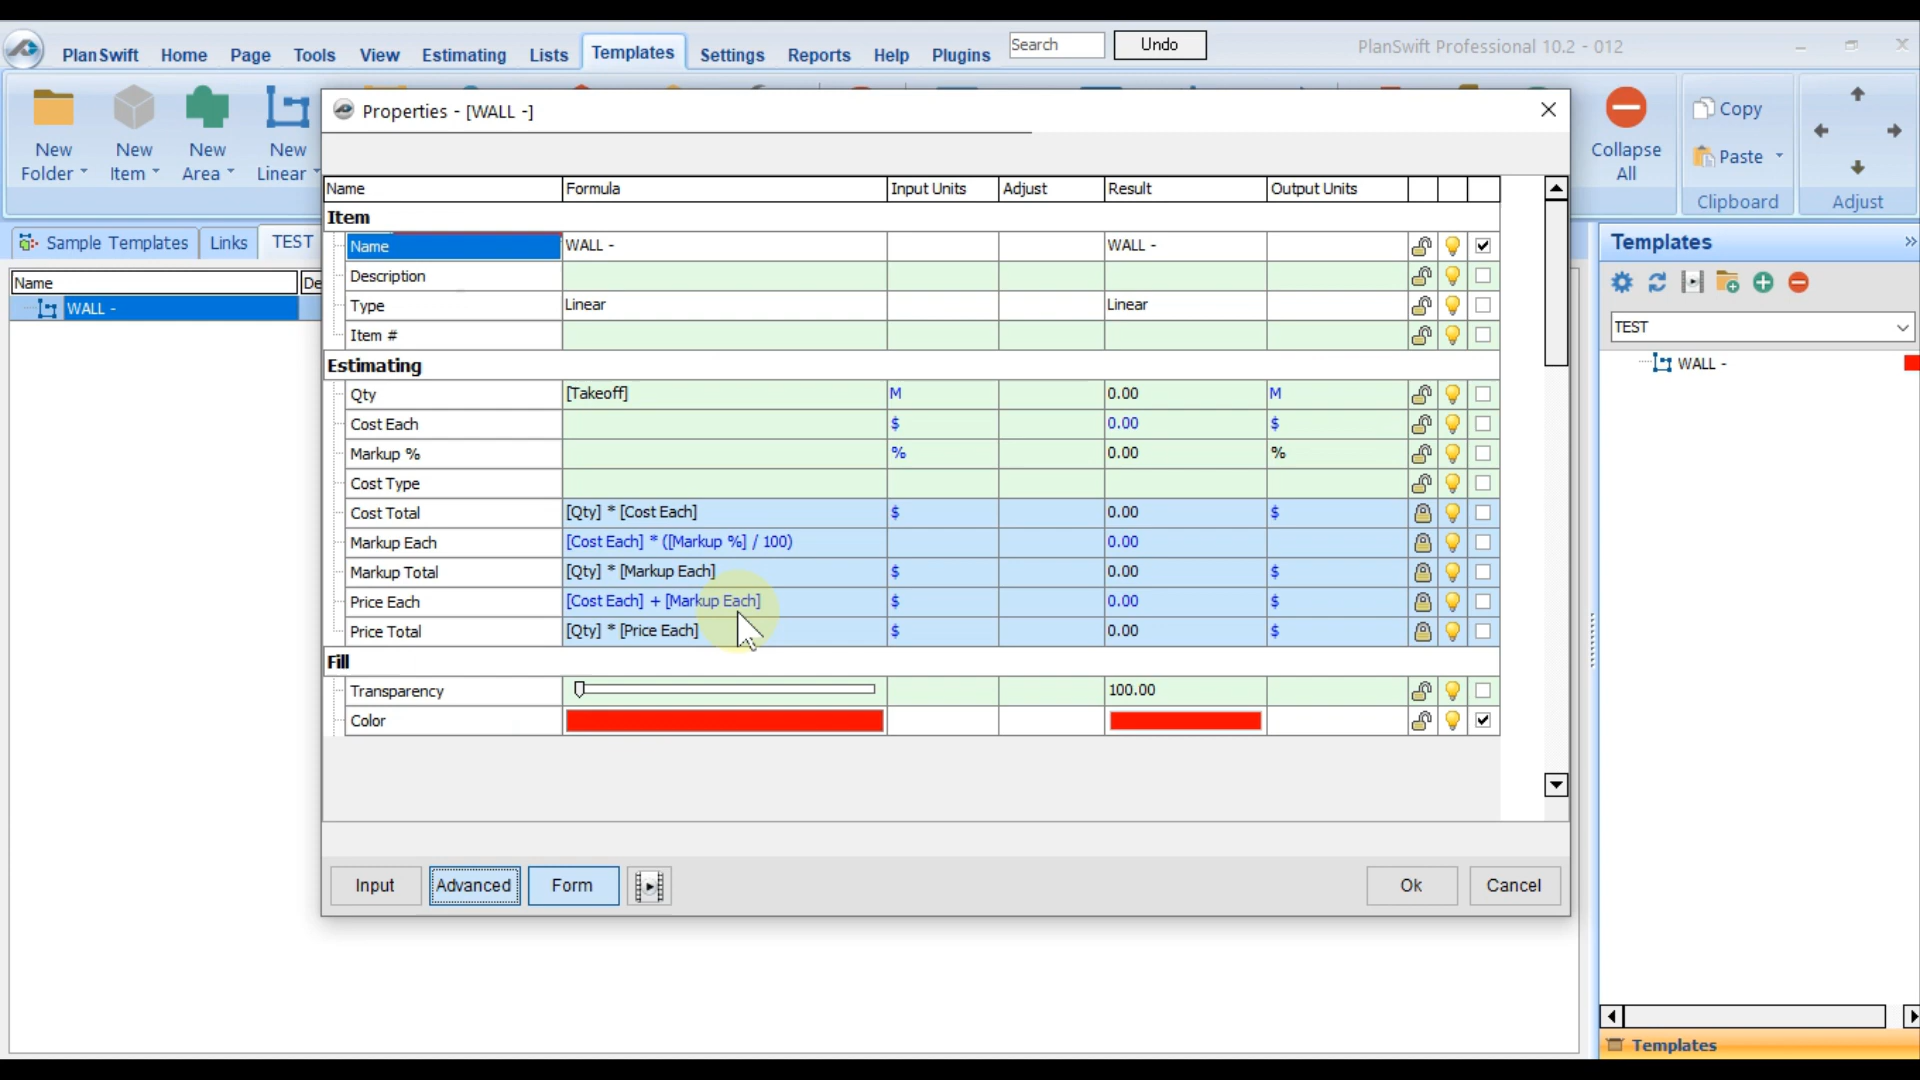 PlanSwift Home Page Tools View Estimating Lists Templates Settings Reports Help Plugins Search Undo PlanSwift Professional 10.2 - 012
New Folder
New Item
New Area
New Linear
Collapse All
Copy
Paste
Clipboard
Adjust
Properties - [WALL -]
Sample Templates Links TEST
Name De
WALL -
Name Formula Input Units Adjust Result Output Units
Item
Name WALL - WALL -
Description
Type Linear Linear
Item #
Estimating
Qty [Takeoff] M 0.00 M
Cost Each $ 0.00 $
Markup % % 0.00 %
Cost Type
Cost Total [Qty] * [Cost Each] $ 0.00 $
Markup Each [Cost Each] * ([Markup %] / 100) 0.00
Markup Total [Qty] * [Markup Each] $ 0.00 $
Price Each [Cost Each] + [Markup Each] $ 0.00 $
Price Total [Qty] * [Price Each] $ 0.00 $
Fill
Transparency 100.00
Color
Input Advanced Form Ok Cancel
Templates
TEST
WALL -
Templates